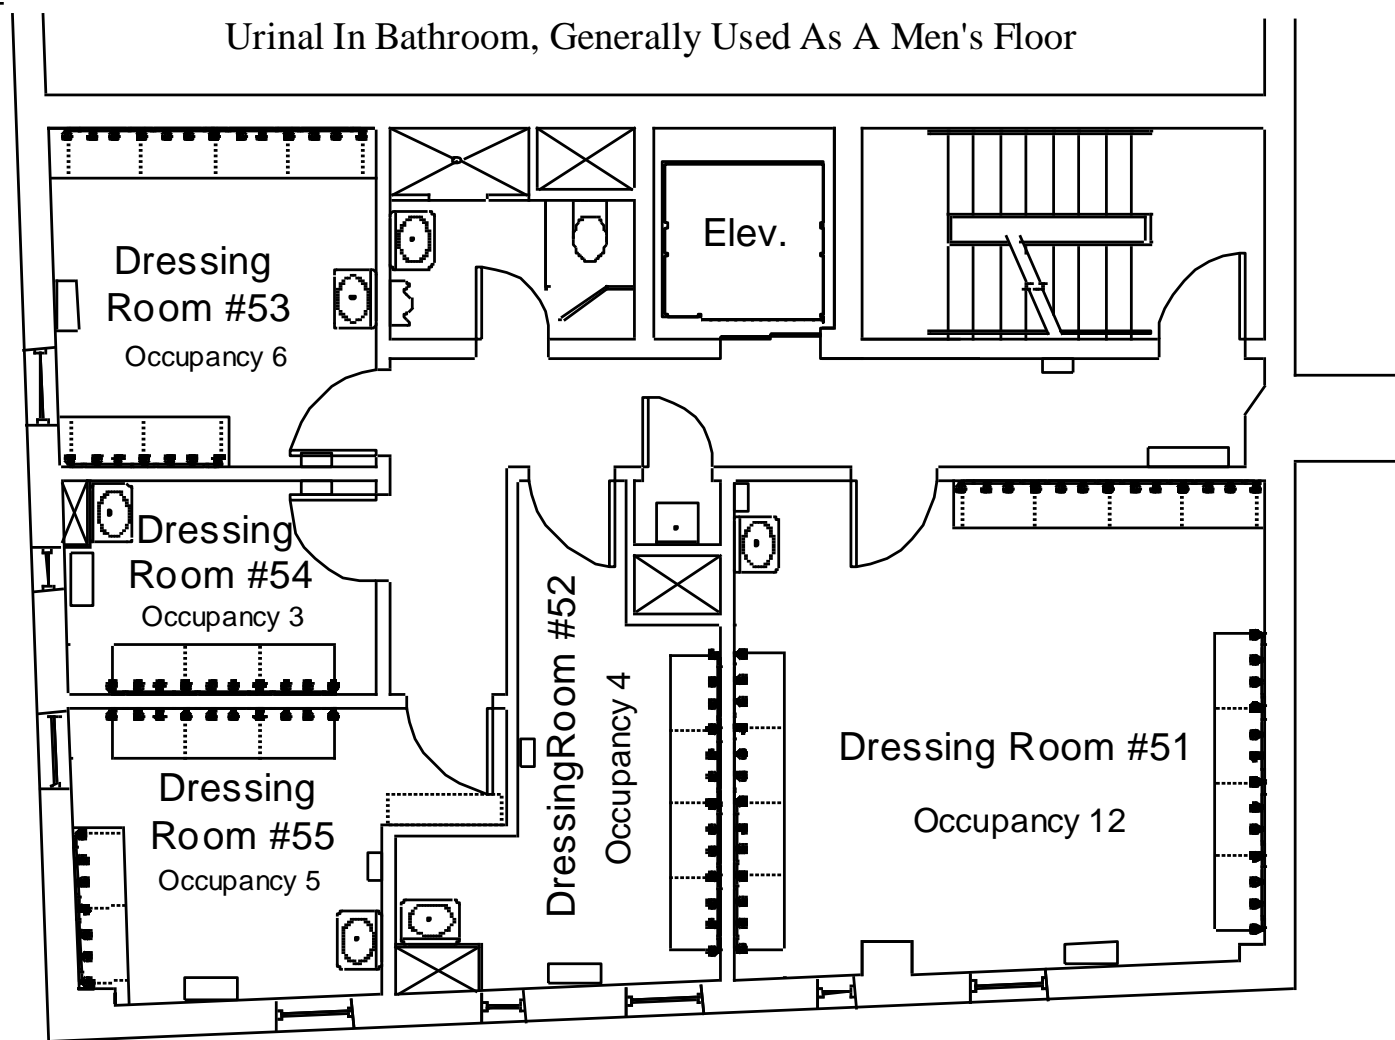 Urinal In Bathroom, Generally Used As A Men's Floor
Elev.
Dressing
Room #53
Occupancy 6
Dressing
Room #54
Occupancy 3
DressingRoom #52
Occupancy 4
Dressing Room #51
Occupancy 12
Dressing
Room #55
Occupancy 5